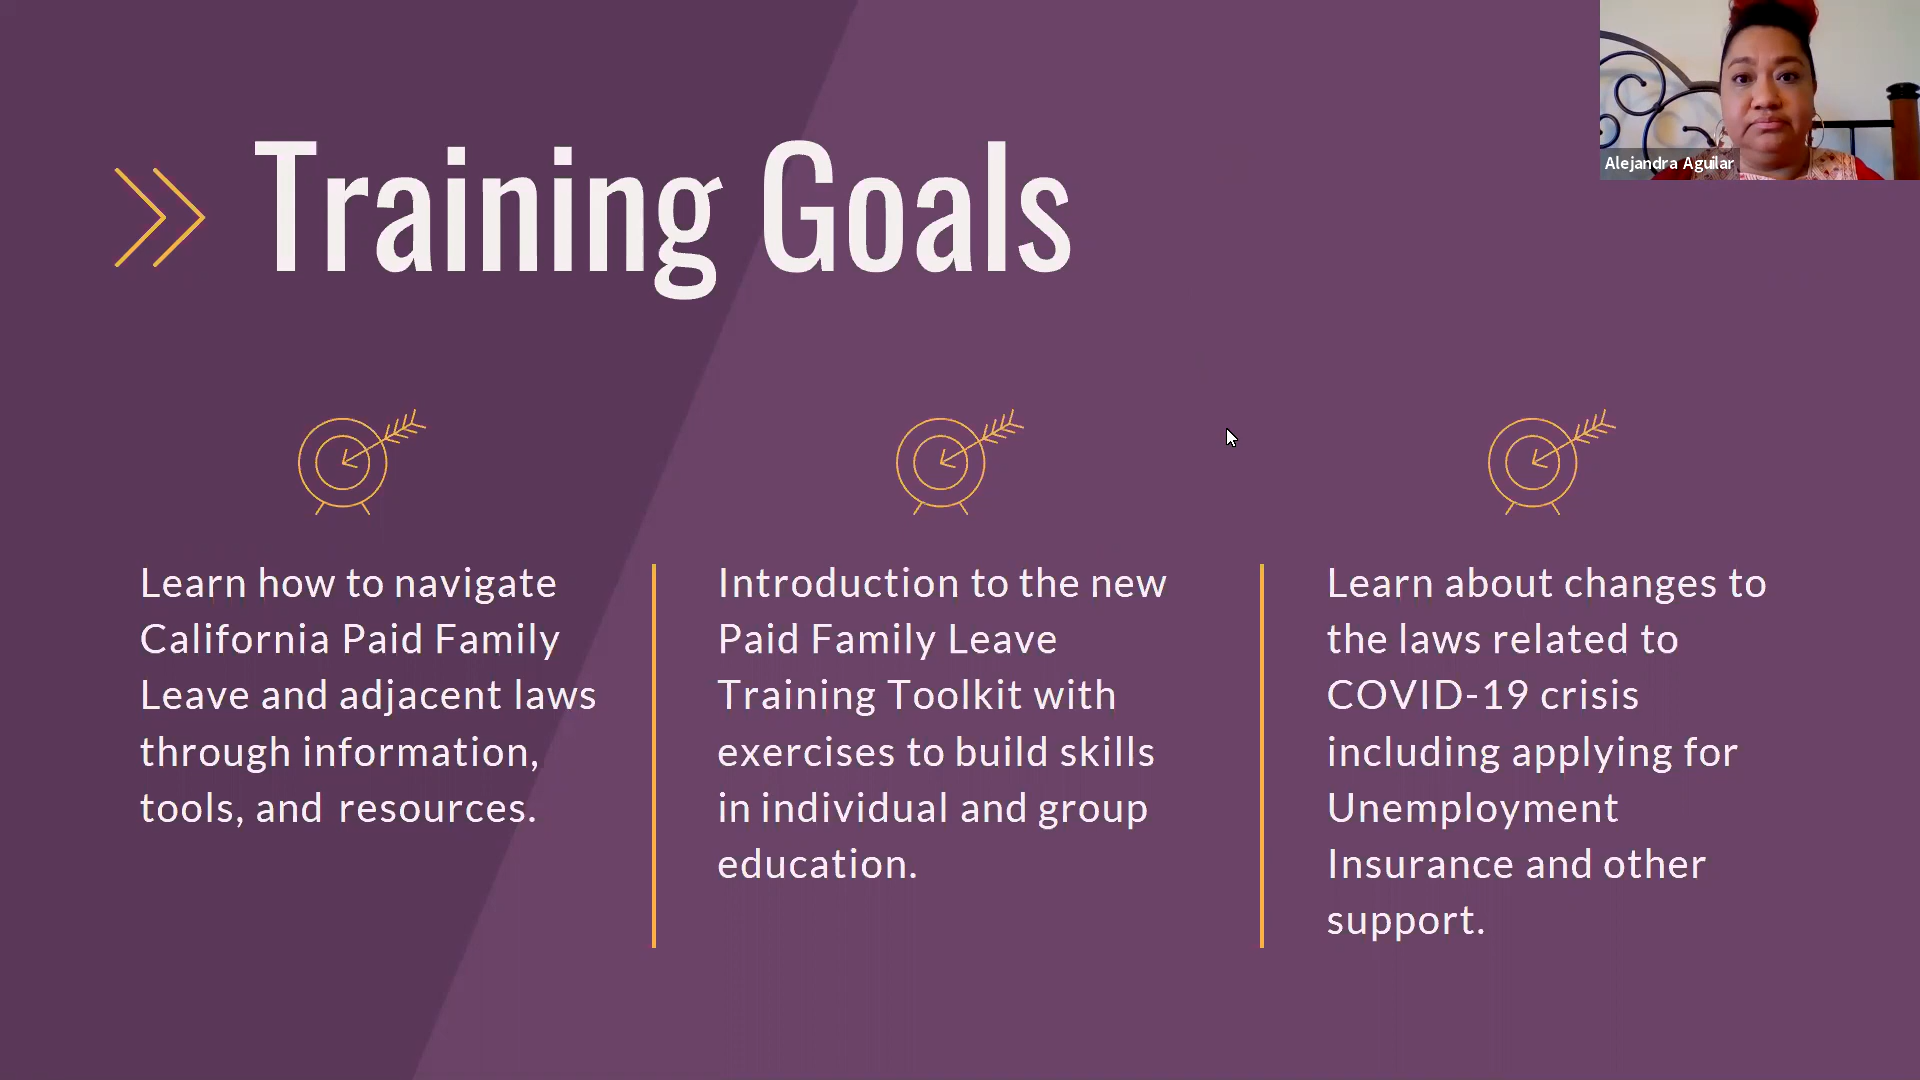 Training Goals
Alejandra Aguilar
Learn how to navigate
California Paid Family
Leave and adjacent laws
through information,
tools, and resources.
Introduction to the new
Paid Family Leave
Training Toolkit with
exercises to build skills
in individual and group
education.
Learn about changes to
the laws related to
COVID-19 crisis
including applying for
Unemployment
Insurance and other
support.